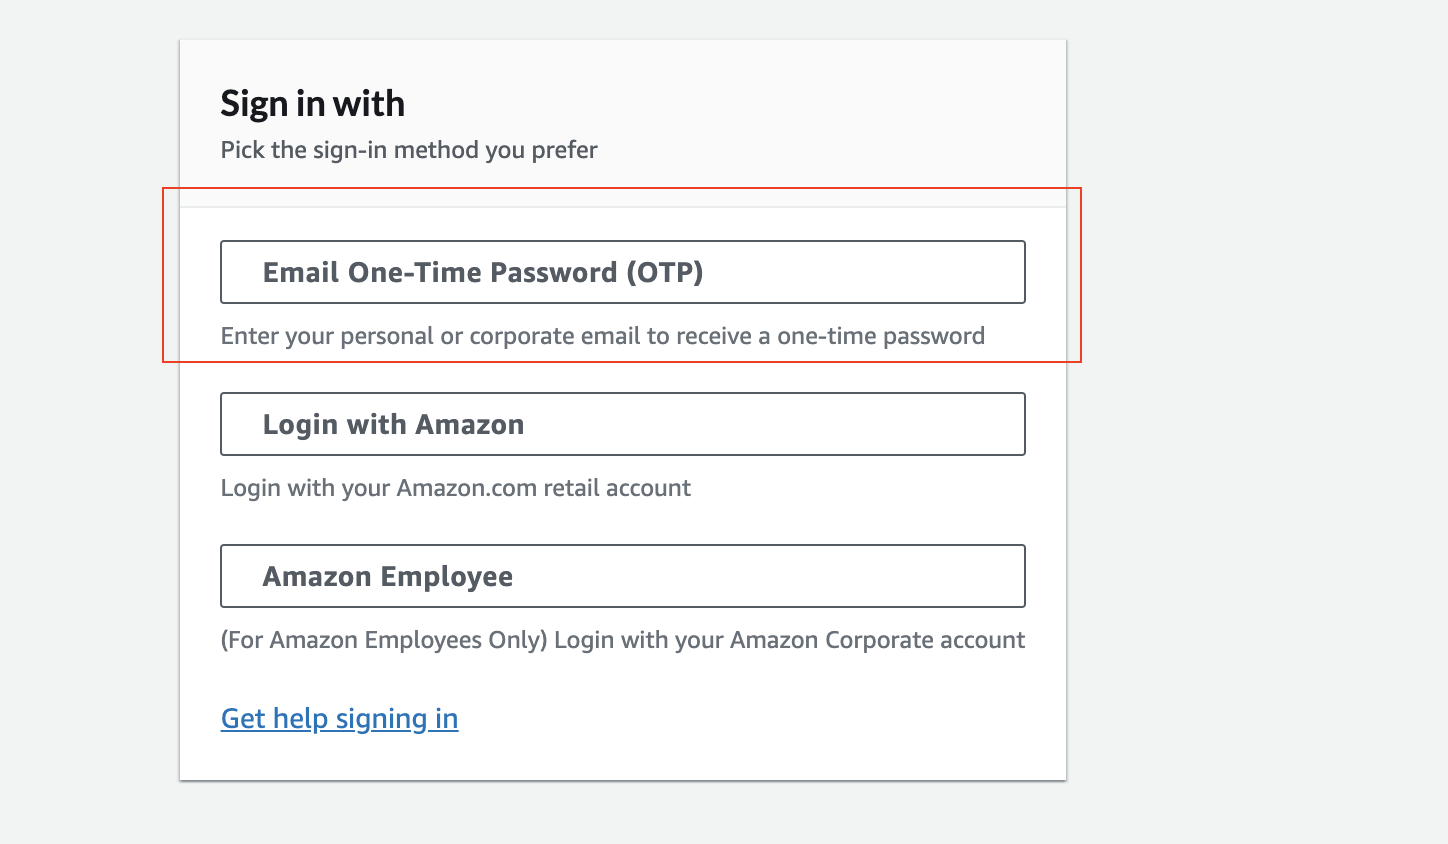 Sign in with
Pick the sign-in method you prefer
Email One-Time Password (OTP)
Enter your personal or corporate email to receive a one-time password
Login with Amazon
Login with your Amazon.com retail account
Amazon Employee
(For Amazon Employees Only) Login with your Amazon Corporate account
Get help signing in